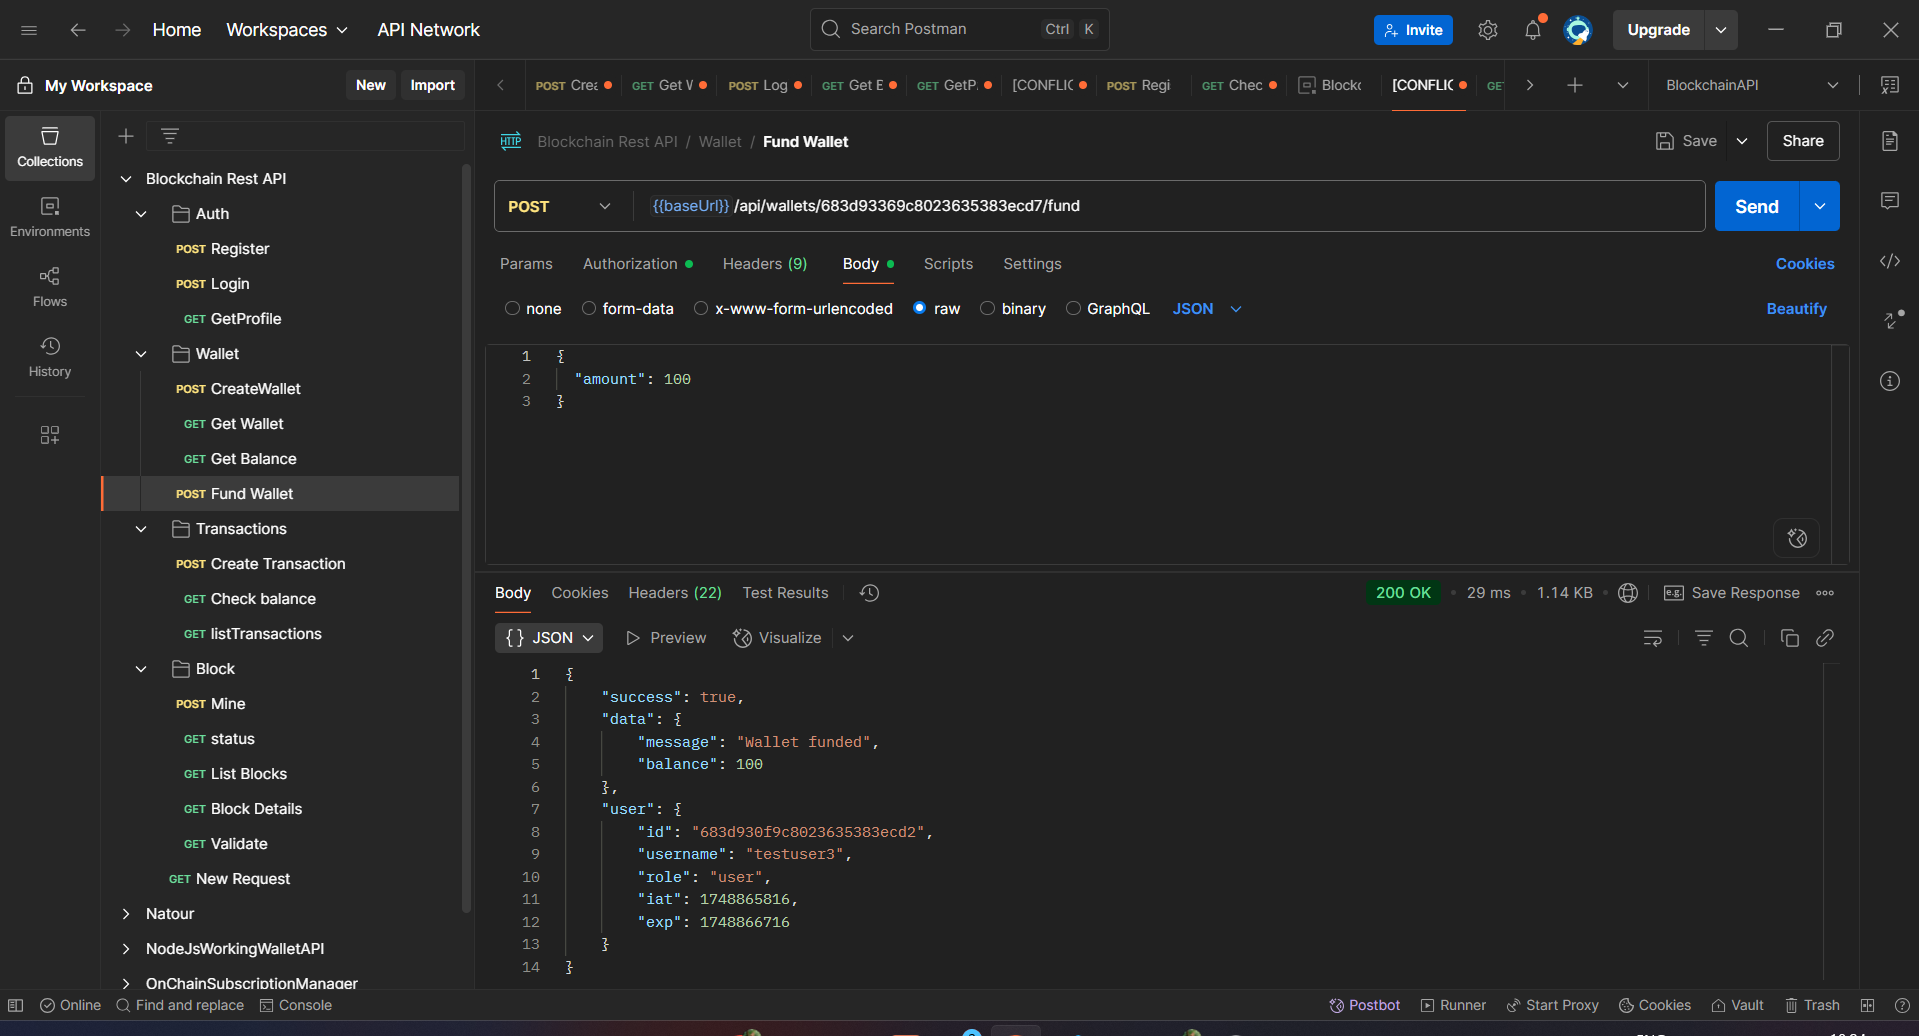 Home Workspaces API Network Search Postman Ctrl K Invite Upgrade
My Workspace New Import
POST Crea GET Get V POST Log GET Get B GET GetP. [CONFLIC POST Regi GET Chec Blockc [CONFLIC GET BlockchainAPI
Collections
Environments
Flows
History
Blockchain Rest API
Auth
POST Register
POST Login
GET GetProfile
Wallet
POST CreateWallet
GET Get Wallet
GET Get Balance
POST Fund Wallet
Transactions
POST Create Transaction
GET Check balance
GET listTransactions
Block
POST Mine
GET status
GET List Blocks
GET Block Details
GET Validate
GET New Request
Natour
NodeJsWorkingWalletAPI
OnChainSubscriptionManager
HTTP Blockchain Rest API / Wallet / Fund Wallet Save Share
POST {{baseUrl}}/api/wallets/683d93369c8023635383ecd7/fund Send
Params Authorization Headers (9) Body Scripts Settings Cookies
none form-data x-www-form-urlencoded raw binary GraphQL JSON Beautify
1 {
2 "amount": 100
3 }
Body Cookies Headers (22) Test Results 200 OK 29 ms 1.14 KB e.g. Save Response
{} JSON Preview Visualize
1 {
2 "success": true,
3 "data": {
4 "message": "Wallet funded",
5 "balance": 100
6 },
7 "user": {
8 "id": "683d930f9c8023635383ecd2",
9 "username": "testuser3",
10 "role": "user",
11 "iat": 1748865816,
12 "exp": 1748866716
13 }
14 }
Online Find and replace Console Postbot Runner Start Proxy Cookies Vault Trash